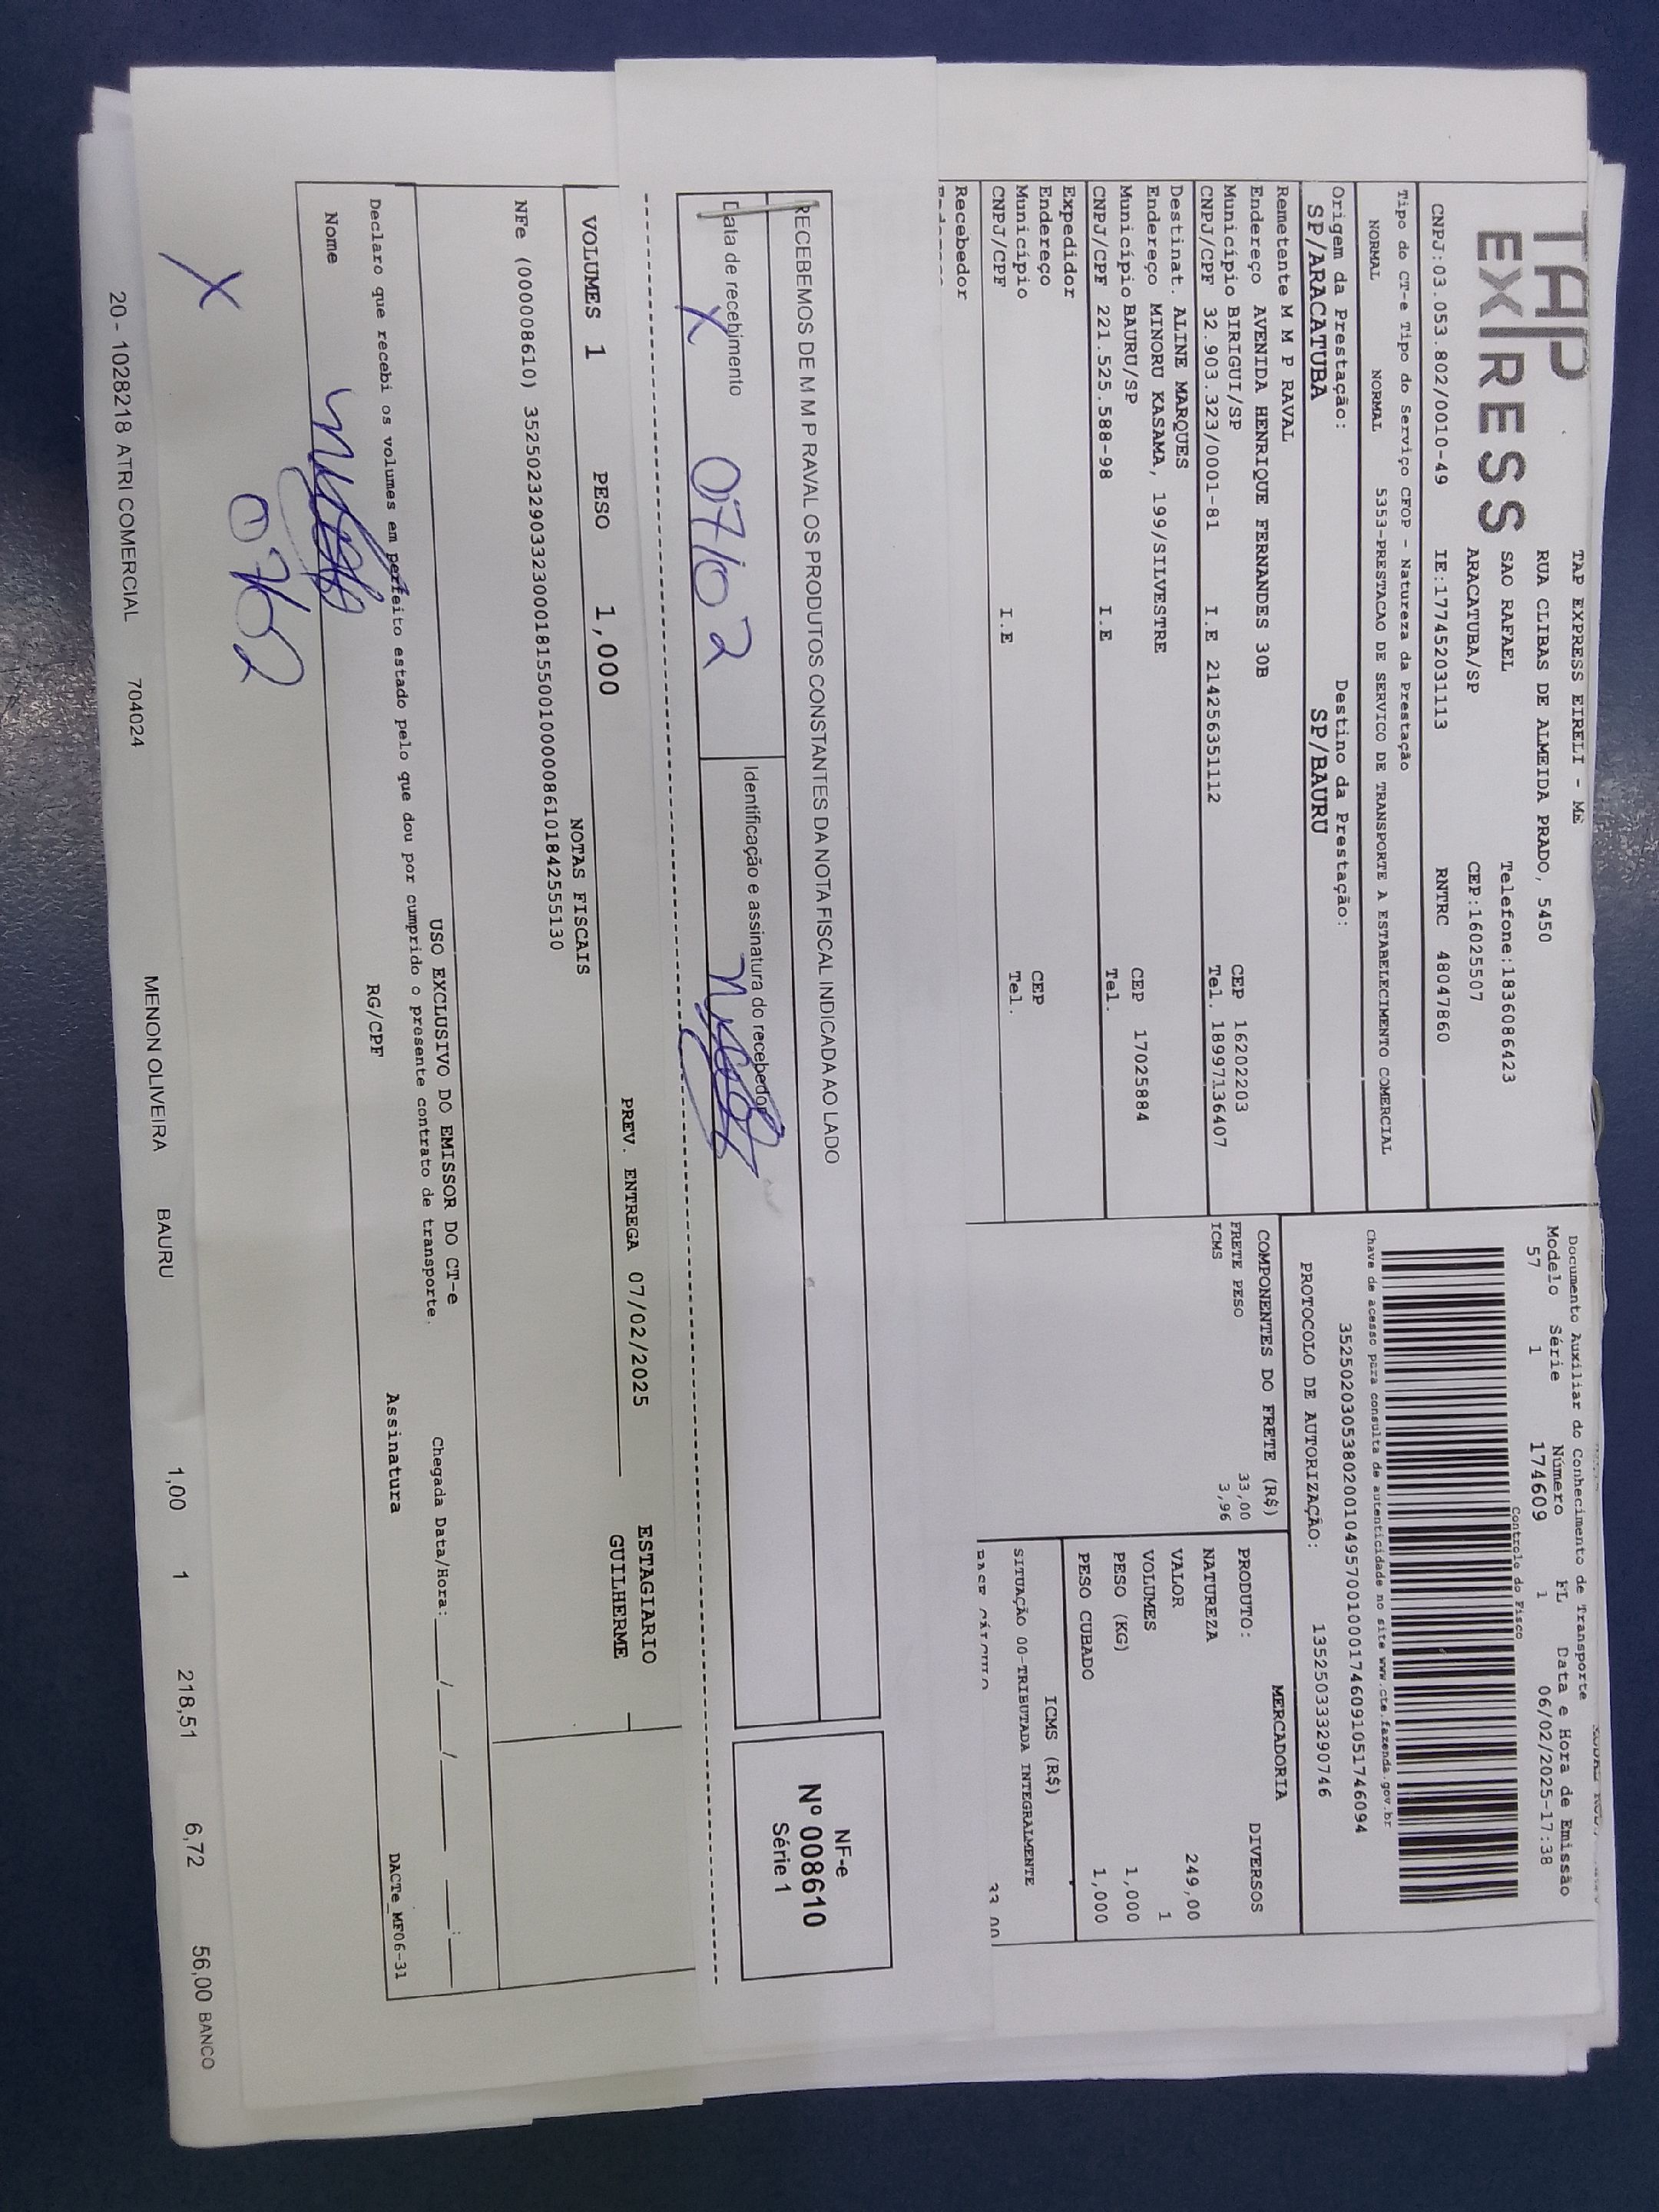 TAP
EXPRESS
TAP EXPRESS EIRELI - ME
RUA CLIBAS DE ALMEIDA PRADO, 5450
SAO RAFAEL Telefone:1836086423
ARACATUBA/SP CEP:16025507
CNPJ:03.053.802/0010-49 IE:177452031113 RNTRC 48047860
Tipo do CT-e Tipo do Serviço CFOP - Natureza da Prestação
NORMAL NORMAL 5353-PRESTACAO DE SERVICO DE TRANSPORTE A ESTABELECIMENTO COMERCIAL
Origem da Prestação: Destino da Prestação:
SP/ARACATUBA SP/BAURU
Remetente M M P RAVAL
Endereço AVENIDA HENRIQUE FERNANDES 30B
Município BIRIGUI/SP CEP 16202203
CNPJ/CPF 32.903.323/0001-81 I.E 214256351112 Tel. 18997136407
Destinat. ALINE MARQUES
Endereço MINORU KASAMA, 199/SILVESTRE
Município BAURU/SP CEP 17025884
CNPJ/CPF 221.525.588-98 I.E Tel.
Expedidor
Endereço
Município CEP
CNPJ/CPF I.E Tel.
Recebedor
Documento Auxiliar do Conhecimento de Transporte
Modelo Série Número FL Data e Hora de Emissão
57 1 174609 1 06/02/2025-17:38
Controle do Fisco
Chave de acesso para consulta de autenticidade no site www.cte.fazenda.gov.br
35250203053802001049570010001746091051746094
PROTOCOLO DE AUTORIZAÇÃO: 135250333290746
COMPONENTES DO FRETE (R$)
FRETE PESO 33,00
ICMS 3,96
MERCADORIA
PRODUTO: DIVERSOS
NATUREZA
VALOR 249,00
VOLUMES 1
PESO (KG) 1,000
PESO CUBADO 1,000
ICMS (R$)
SITUAÇÃO 00-TRIBUTADA INTEGRALMENTE
33,00
RECEBEMOS DE M M P RAVAL OS PRODUTOS CONSTANTES DA NOTA FISCAL INDICADA AO LADO
Data de recebimento Identificação e assinatura do recebedor
X 07/02
NF-e
Nº 008610
Série 1
VOLUMES 1 PESO 1,000 PREV. ENTREGA 07/02/2025 ESTAGIARIO
GUILHERME
NOTAS FISCAIS
NFe (000008610) 35250232903323000181550010000086101842555130
USO EXCLUSIVO DO EMISSOR DO CT-e
Declaro que recebi os volumes em perfeito estado pelo que dou por cumprido o presente contrato de transporte. Chegada Data/Hora: ____/____/______ ___:___
Nome RG/CPF Assinatura
DACTe_MF06-31
X 07/02
20 - 1028218 ATRI COMERCIAL 704024 MENON OLIVEIRA BAURU 1,00 1 218,51 6,72 56,00 BANCO